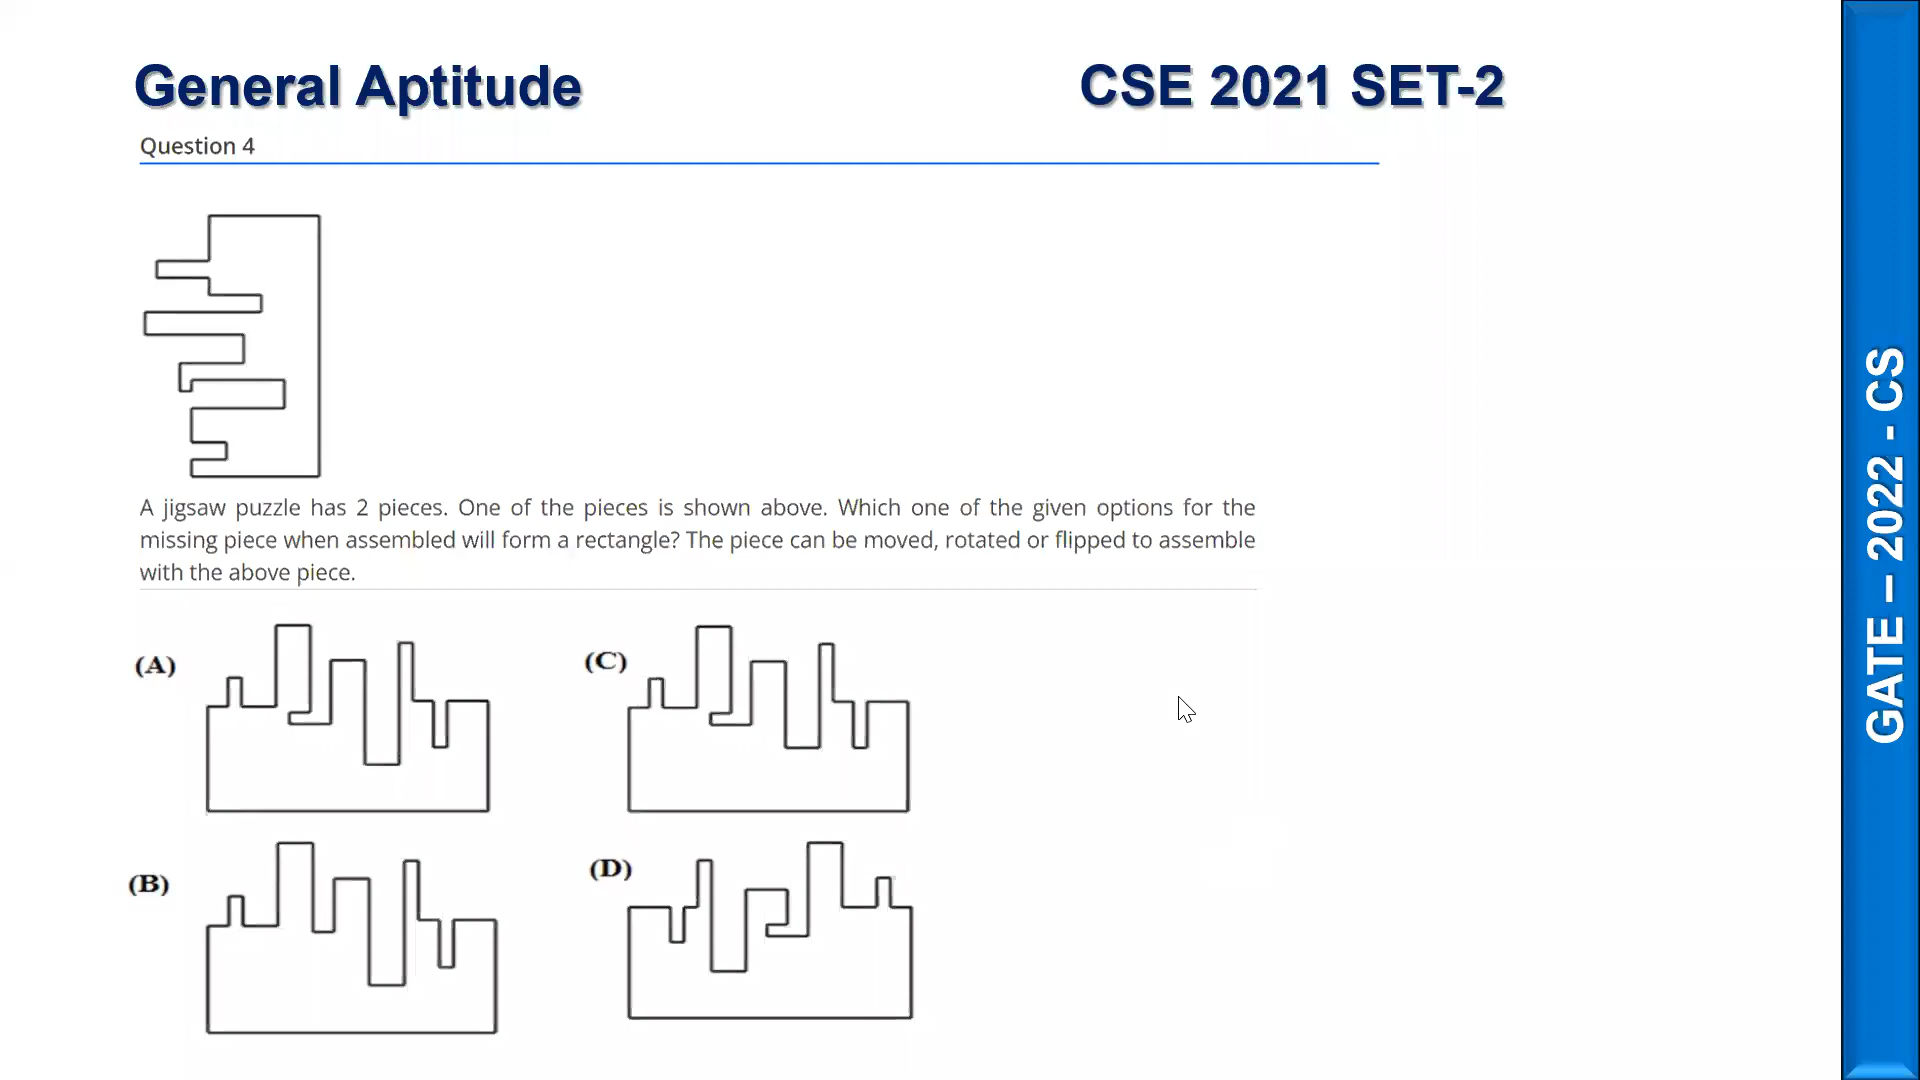 General Aptitude
CSE 2021 SET-2
Question 4
A jigsaw puzzle has 2 pieces. One of the pieces is shown above. Which one of the given options for the
missing piece when assembled will form a rectangle? The piece can be moved, rotated or flipped to assemble
with the above piece.
(A)
(C)
(B)
(D)
GATE – 2022 - CS